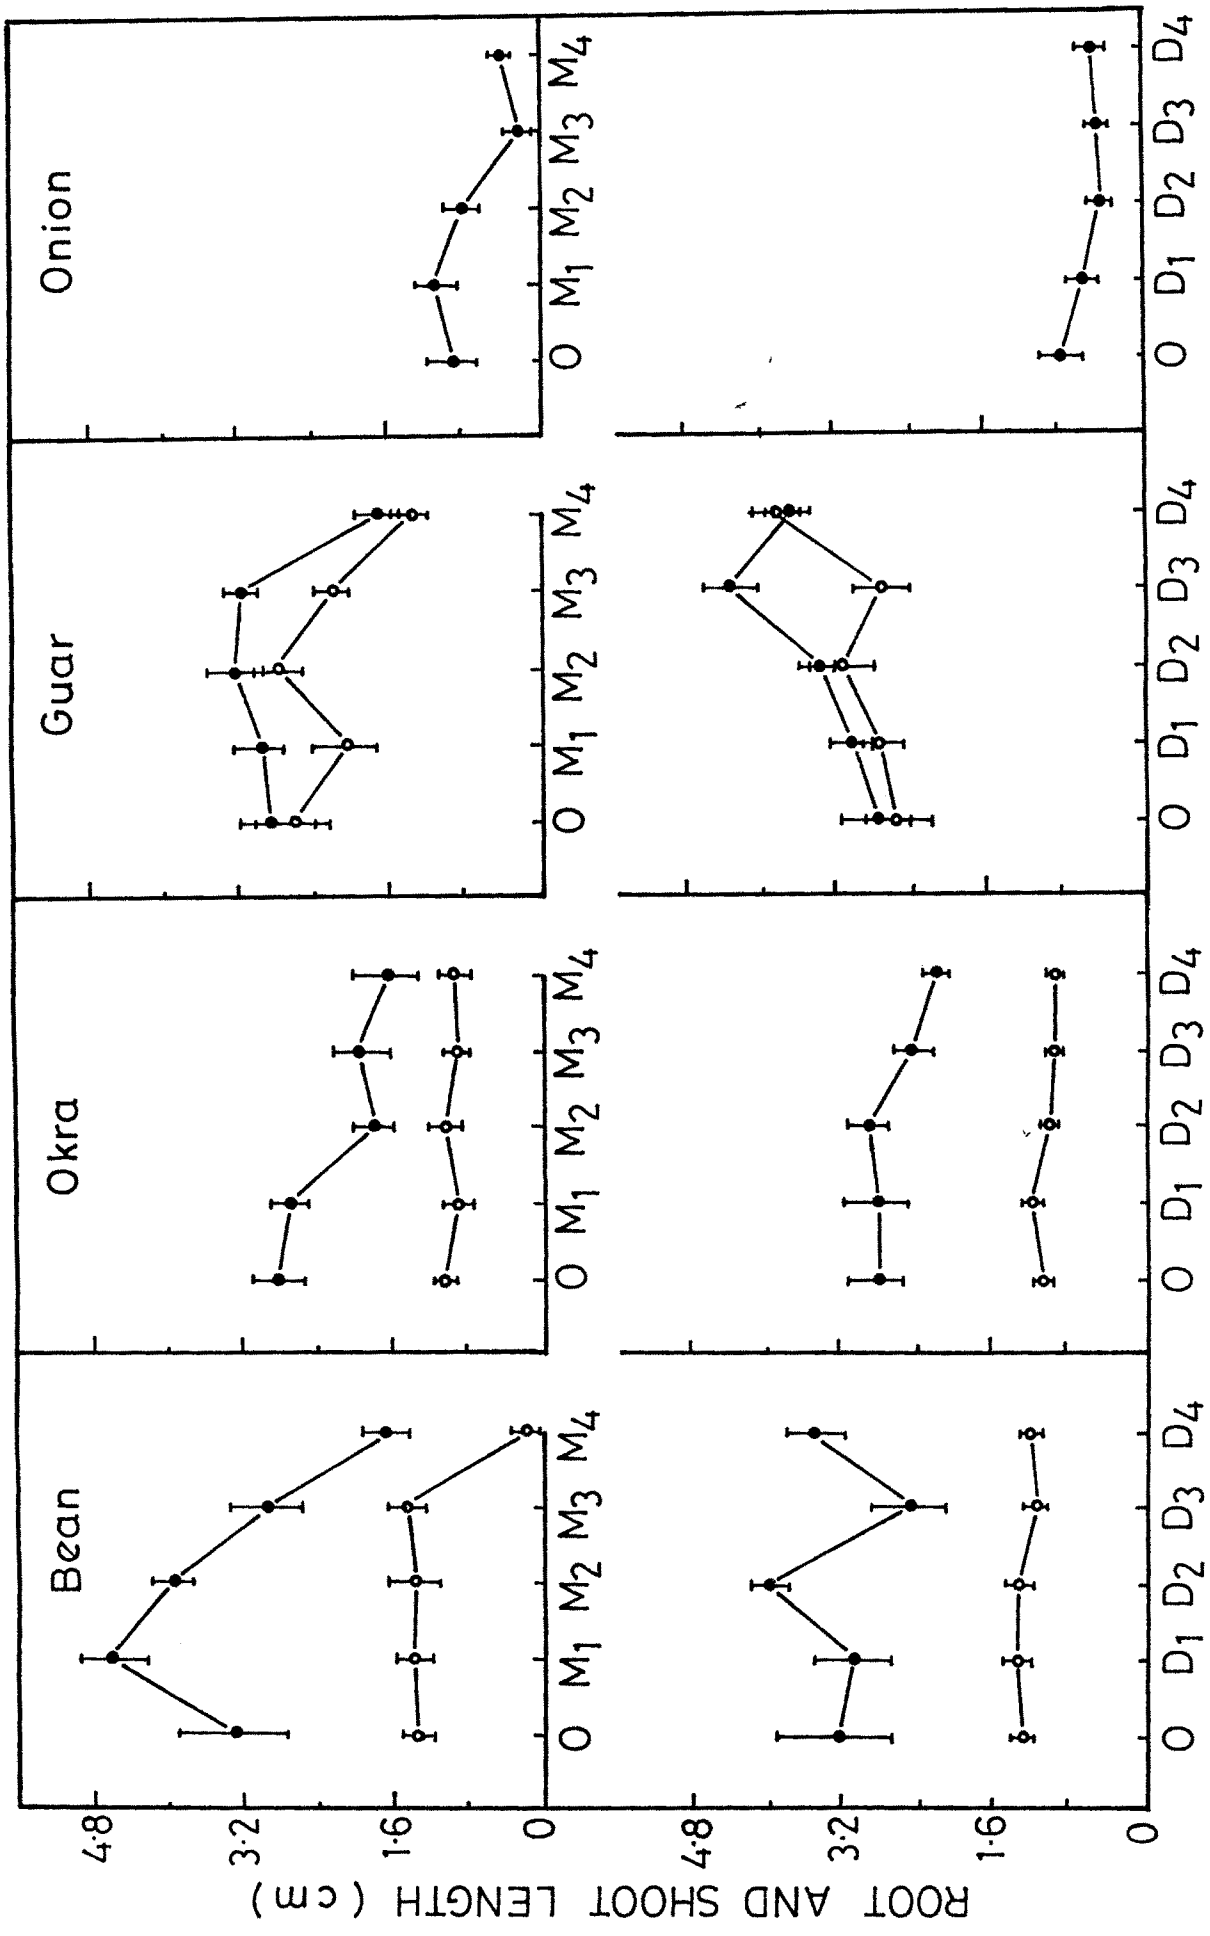 Bean Okra Guar Onion
4.8
3.2
1.6
0
O M1 M2 M3 M4 O M1 M2 M3 M4 O M1 M2 M3 M4 O M1 M2 M3 M4
4.8
3.2
1.6
0
O D1 D2 D3 D4 O D1 D2 D3 D4 O D1 D2 D3 D4 O D1 D2 D3 D4
ROOT AND SHOOT LENGTH (cm)